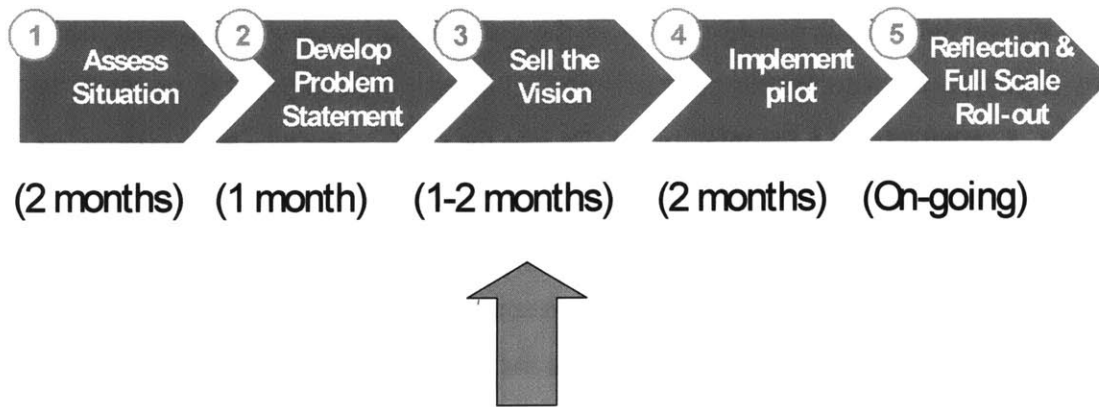 1
Assess
Situation
2
Develop
Problem
Statement
3
Sell the
Vision
4
Implement
pilot
5
Reflection &
Full Scale
Roll-out
(2 months)
(1 month)
(1-2 months)
(2 months)
(On-going)